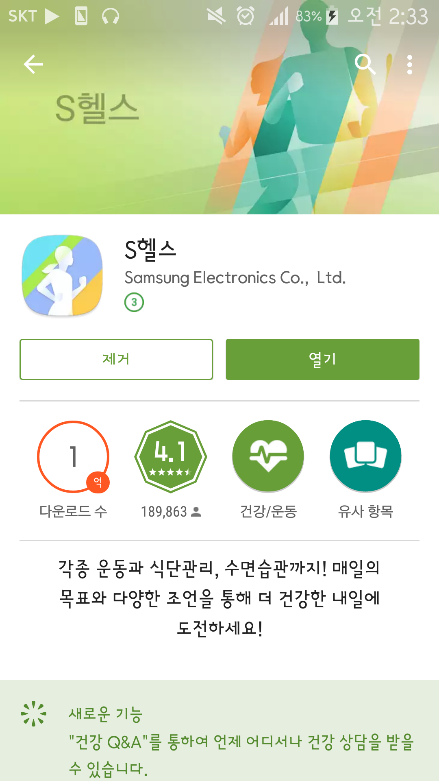 SKT 83% 오전 2:33
S헬스
S헬스
Samsung Electronics Co., Ltd.
3
제거 열기
1 억 4.1
다운로드 수 189,863 건강/운동 유사 항목
각종 운동과 식단관리, 수면습관까지! 매일의
목표와 다양한 조언을 통해 더 건강한 내일에
도전하세요!
새로운 기능
"건강 Q&A"를 통하여 언제 어디서나 건강 상담을 받을
수 있습니다.